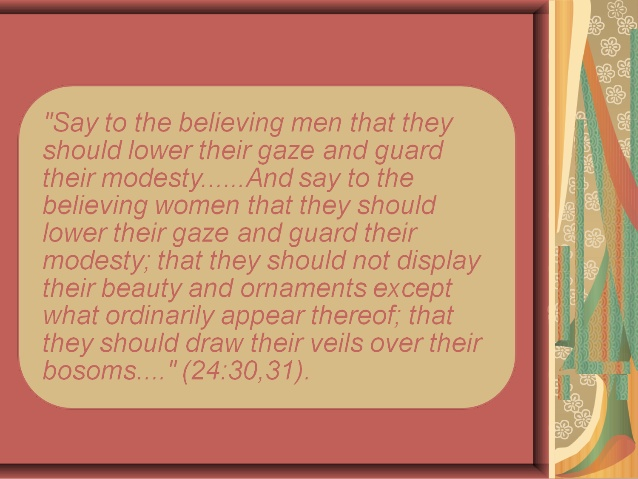 "Say to the believing men that they
should lower their gaze and guard
their modesty......And say to the
believing women that they should
lower their gaze and guard their
modesty; that they should not display
their beauty and ornaments except
what ordinarily appear thereof; that
they should draw their veils over their
bosoms...." (24:30,31).